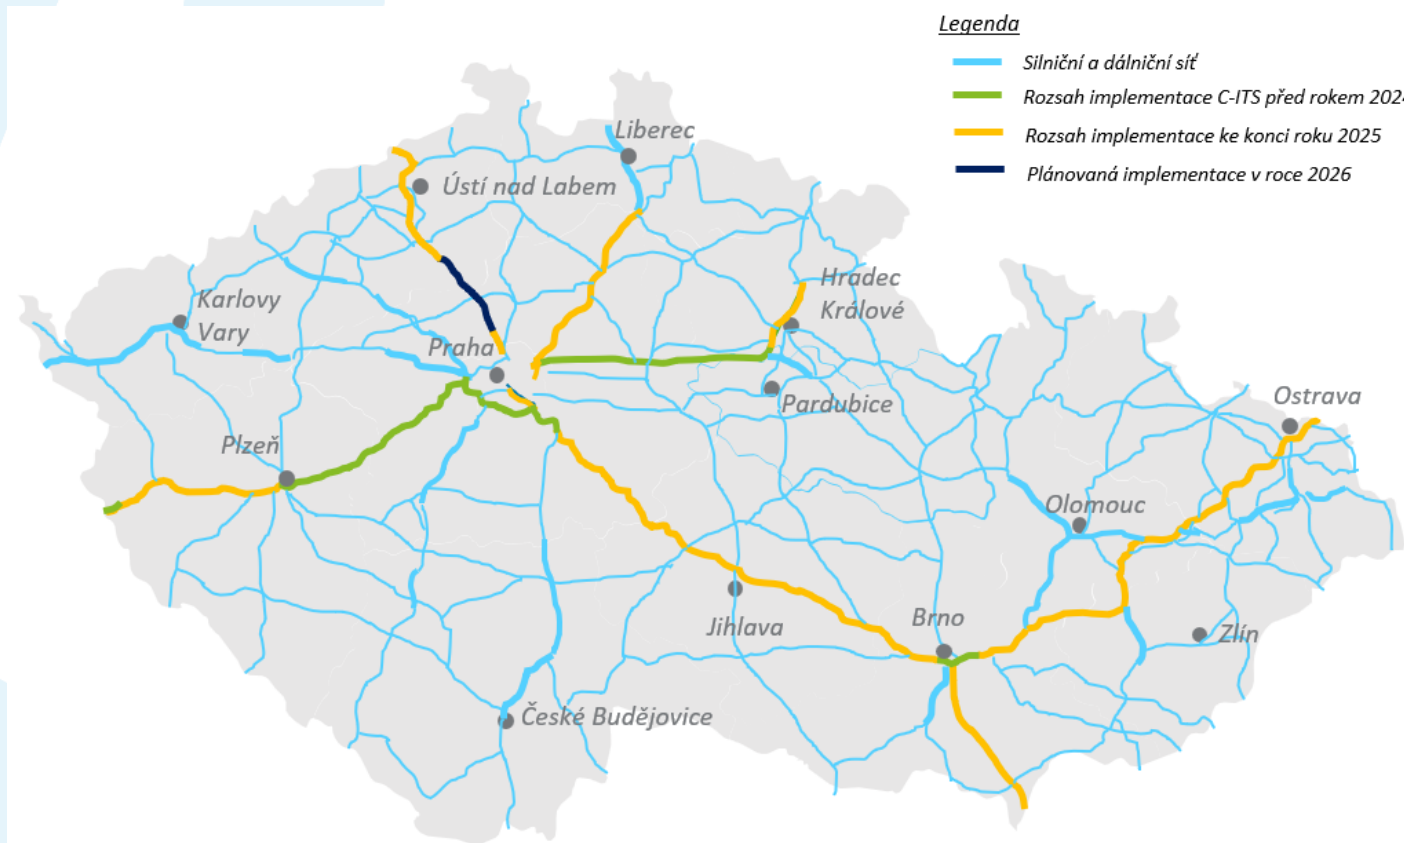 Legenda
Silniční a dálniční síť
Rozsah implementace C-ITS před rokem 2024
Rozsah implementace ke konci roku 2025
Plánovaná implementace v roce 2026
Liberec
Ústí nad Labem
Karlovy
Vary
Hradec
Králové
Praha
Pardubice
Ostrava
Plzeň
Olomouc
Jihlava
Brno
Zlín
České Budějovice